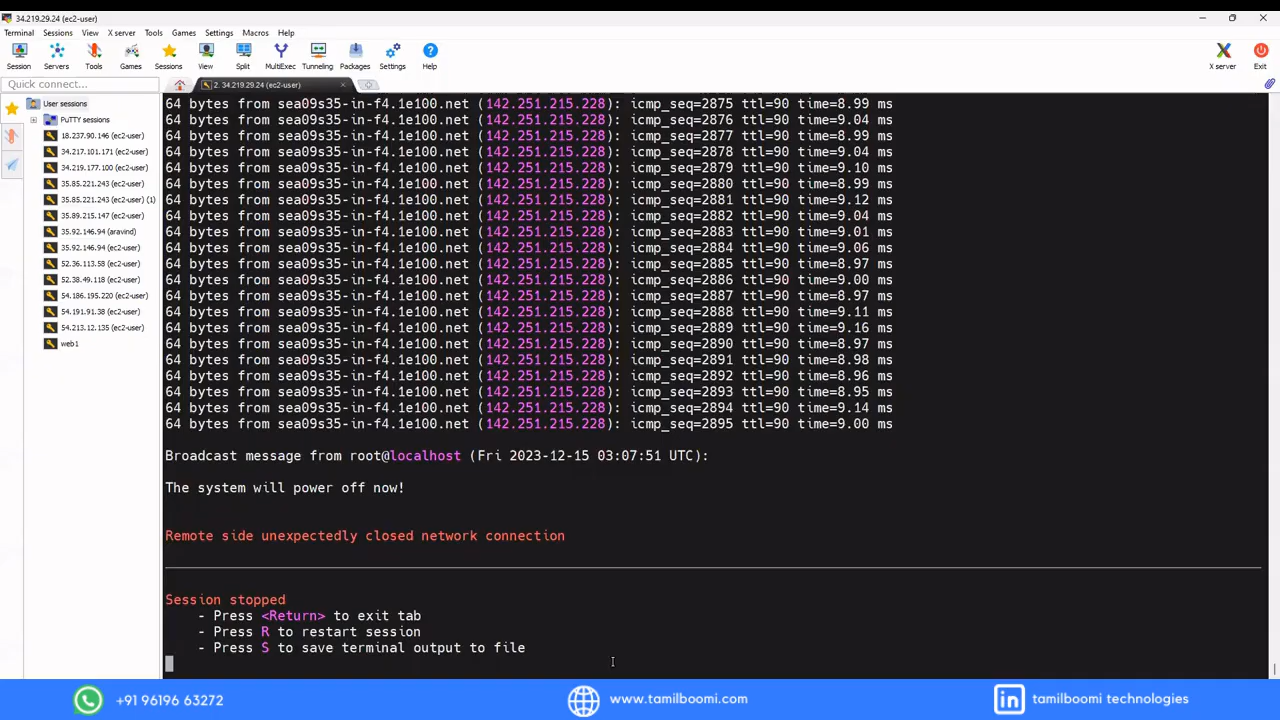 34.219.29.24 (ec2-user)
Terminal Sessions View X server Tools Games Settings Macros Help
Session Servers Tools Games Sessions View Split MultiExec Tunneling Packages Settings Help X server Exit
Quick connect...
2. 34.219.29.24 (ec2-user)
User sessions
PuTTY sessions
18.237.90.146 (ec2-user)
34.217.101.171 (ec2-user)
34.219.177.100 (ec2-user)
35.85.221.243 (ec2-user)
35.85.221.243 (ec2-user) (1)
35.89.215.147 (ec2-user)
35.92.146.94 (aravind)
35.92.146.94 (ec2-user)
52.36.113.58 (ec2-user)
52.38.49.118 (ec2-user)
54.186.195.220 (ec2-user)
54.191.91.38 (ec2-user)
54.213.12.135 (ec2-user)
web1
64 bytes from sea09s35-in-f4.1e100.net (142.251.215.228): icmp_seq=2875 ttl=90 time=8.99 ms
64 bytes from sea09s35-in-f4.1e100.net (142.251.215.228): icmp_seq=2876 ttl=90 time=9.04 ms
64 bytes from sea09s35-in-f4.1e100.net (142.251.215.228): icmp_seq=2877 ttl=90 time=8.99 ms
64 bytes from sea09s35-in-f4.1e100.net (142.251.215.228): icmp_seq=2878 ttl=90 time=9.04 ms
64 bytes from sea09s35-in-f4.1e100.net (142.251.215.228): icmp_seq=2879 ttl=90 time=9.10 ms
64 bytes from sea09s35-in-f4.1e100.net (142.251.215.228): icmp_seq=2880 ttl=90 time=8.99 ms
64 bytes from sea09s35-in-f4.1e100.net (142.251.215.228): icmp_seq=2881 ttl=90 time=9.12 ms
64 bytes from sea09s35-in-f4.1e100.net (142.251.215.228): icmp_seq=2882 ttl=90 time=9.04 ms
64 bytes from sea09s35-in-f4.1e100.net (142.251.215.228): icmp_seq=2883 ttl=90 time=9.01 ms
64 bytes from sea09s35-in-f4.1e100.net (142.251.215.228): icmp_seq=2884 ttl=90 time=9.06 ms
64 bytes from sea09s35-in-f4.1e100.net (142.251.215.228): icmp_seq=2885 ttl=90 time=8.97 ms
64 bytes from sea09s35-in-f4.1e100.net (142.251.215.228): icmp_seq=2886 ttl=90 time=9.00 ms
64 bytes from sea09s35-in-f4.1e100.net (142.251.215.228): icmp_seq=2887 ttl=90 time=8.97 ms
64 bytes from sea09s35-in-f4.1e100.net (142.251.215.228): icmp_seq=2888 ttl=90 time=9.11 ms
64 bytes from sea09s35-in-f4.1e100.net (142.251.215.228): icmp_seq=2889 ttl=90 time=9.16 ms
64 bytes from sea09s35-in-f4.1e100.net (142.251.215.228): icmp_seq=2890 ttl=90 time=8.97 ms
64 bytes from sea09s35-in-f4.1e100.net (142.251.215.228): icmp_seq=2891 ttl=90 time=8.98 ms
64 bytes from sea09s35-in-f4.1e100.net (142.251.215.228): icmp_seq=2892 ttl=90 time=8.96 ms
64 bytes from sea09s35-in-f4.1e100.net (142.251.215.228): icmp_seq=2893 ttl=90 time=8.95 ms
64 bytes from sea09s35-in-f4.1e100.net (142.251.215.228): icmp_seq=2894 ttl=90 time=9.14 ms
64 bytes from sea09s35-in-f4.1e100.net (142.251.215.228): icmp_seq=2895 ttl=90 time=9.00 ms
Broadcast message from root@localhost (Fri 2023-12-15 03:07:51 UTC):
The system will power off now!
Remote side unexpectedly closed network connection
Session stopped
- Press <Return> to exit tab
- Press R to restart session
- Press S to save terminal output to file
+91 96196 63272 www.tamilboomi.com in tamilboomi technologies